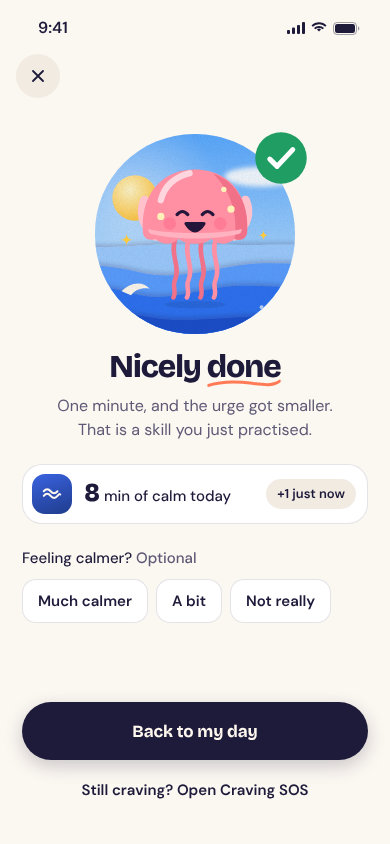 9:41
Nicely done
One minute, and the urge got smaller.
That is a skill you just practised.
8 min of calm today
+1 just now
Feeling calmer? Optional
Much calmer
A bit
Not really
Back to my day
Still craving? Open Craving SOS